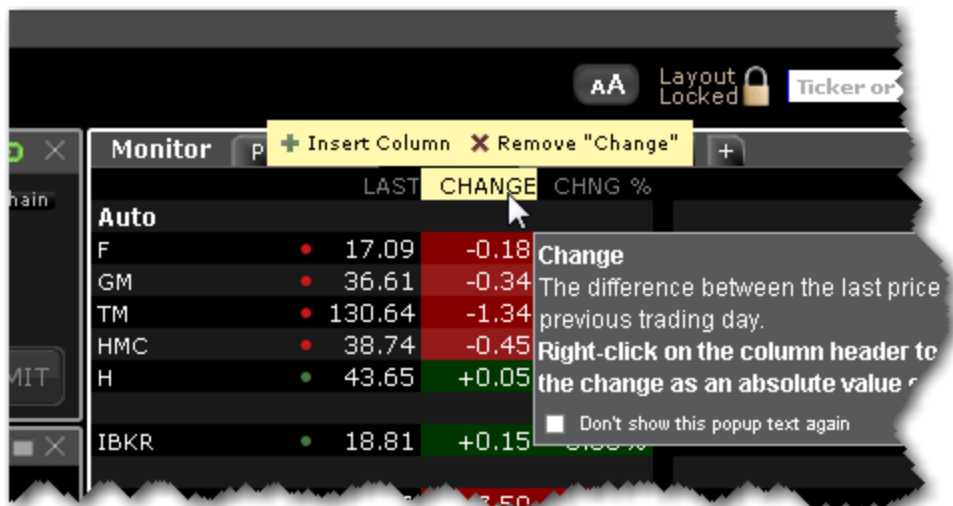 AA
Layout
Locked
Ticker or
Monitor P + Insert Column ✖ Remove "Change" +
hain
LAST CHANGE CHNG %
Auto
F 17.09 -0.18
GM 36.61 -0.34
TM 130.64 -1.34
HMC 38.74 -0.45
H 43.65 +0.05
IBKR 18.81 +0.15
Change
The difference between the last price
previous trading day.
Right-click on the column header to
the change as an absolute value
Don't show this popup text again
MIT